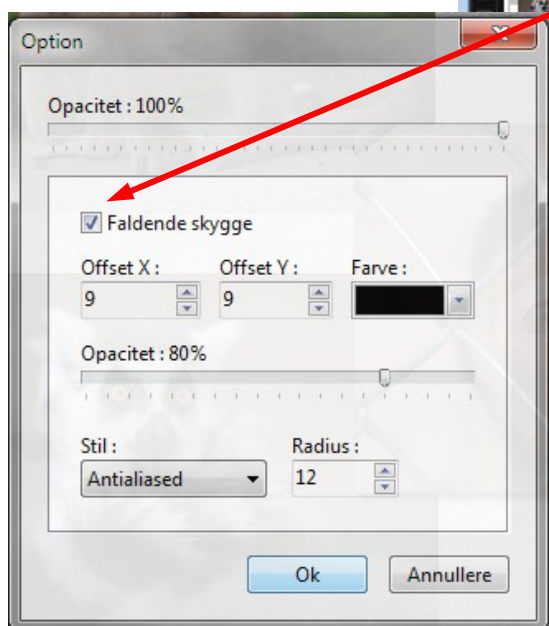 Option
Opacitet : 100%
Faldende skygge
Offset X : Offset Y : Farve :
9 9
Opacitet : 80%
Stil : Radius :
Antialiased 12
Ok Annullere